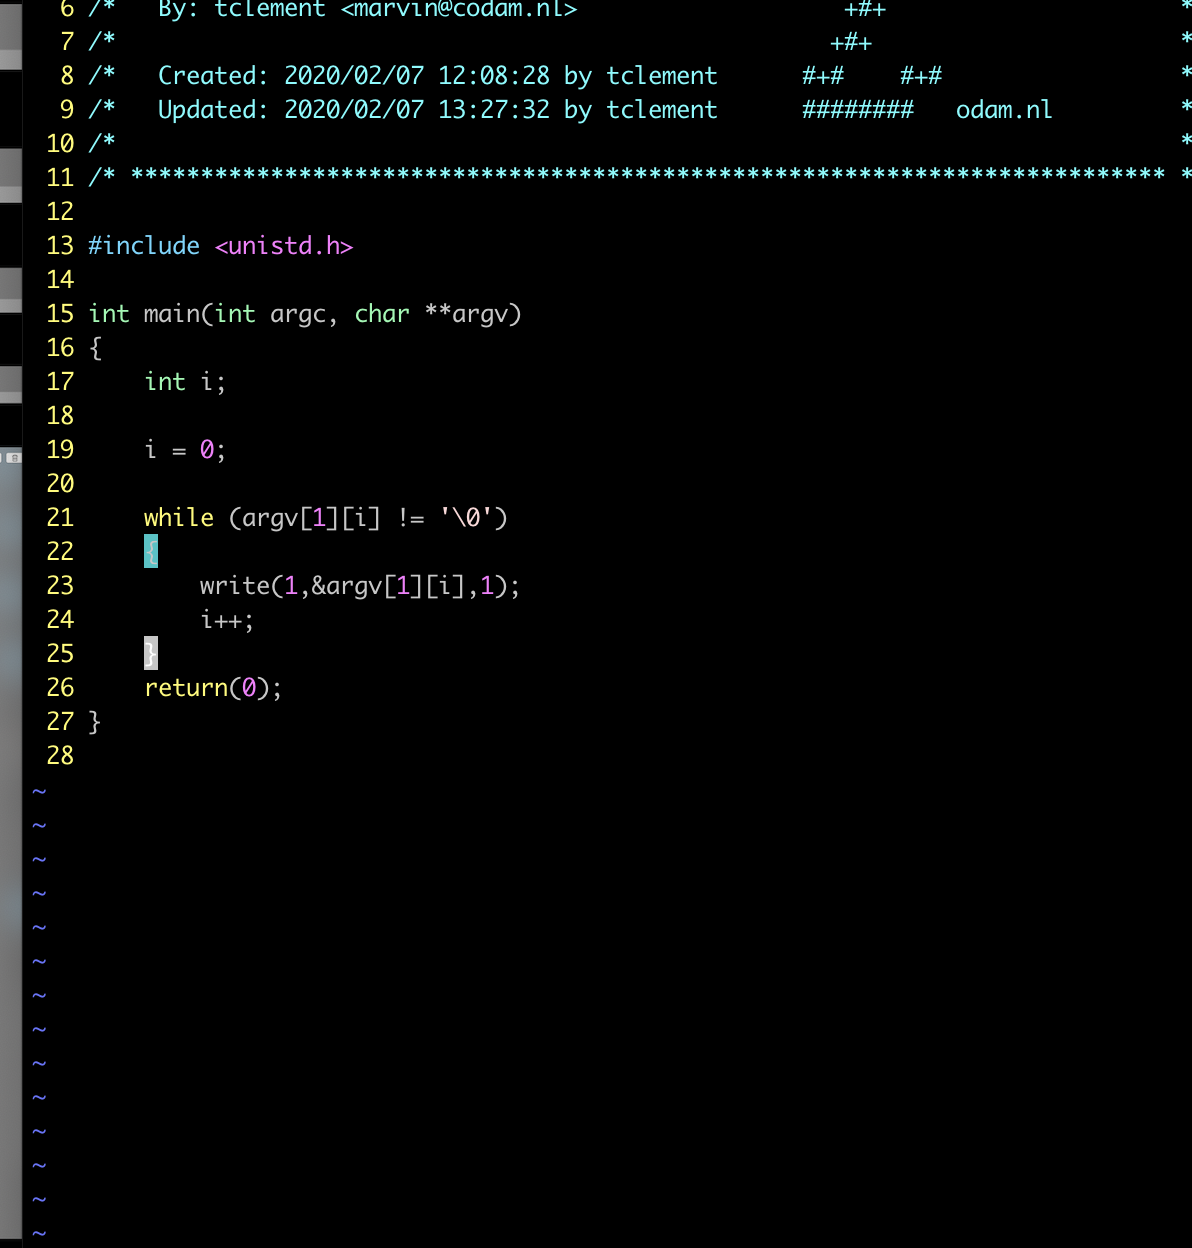 6 /*   By: tclement <marvin@codam.nl>                   +#+                     *
7 /*                                                   +#+                      *
8 /*   Created: 2020/02/07 12:08:28 by tclement      #+#    #+#                 *
9 /*   Updated: 2020/02/07 13:27:32 by tclement      ########   odam.nl         *
10 /*                                                                            *
11 /* ************************************************************************** *
12
13 #include <unistd.h>
14
15 int main(int argc, char **argv)
16 {
17     int i;
18
19     i = 0;
20
21     while (argv[1][i] != '\0')
22     {
23         write(1,&argv[1][i],1);
24         i++;
25     }
26     return(0);
27 }
28
~
~
~
~
~
~
~
~
~
~
~
~
~
~